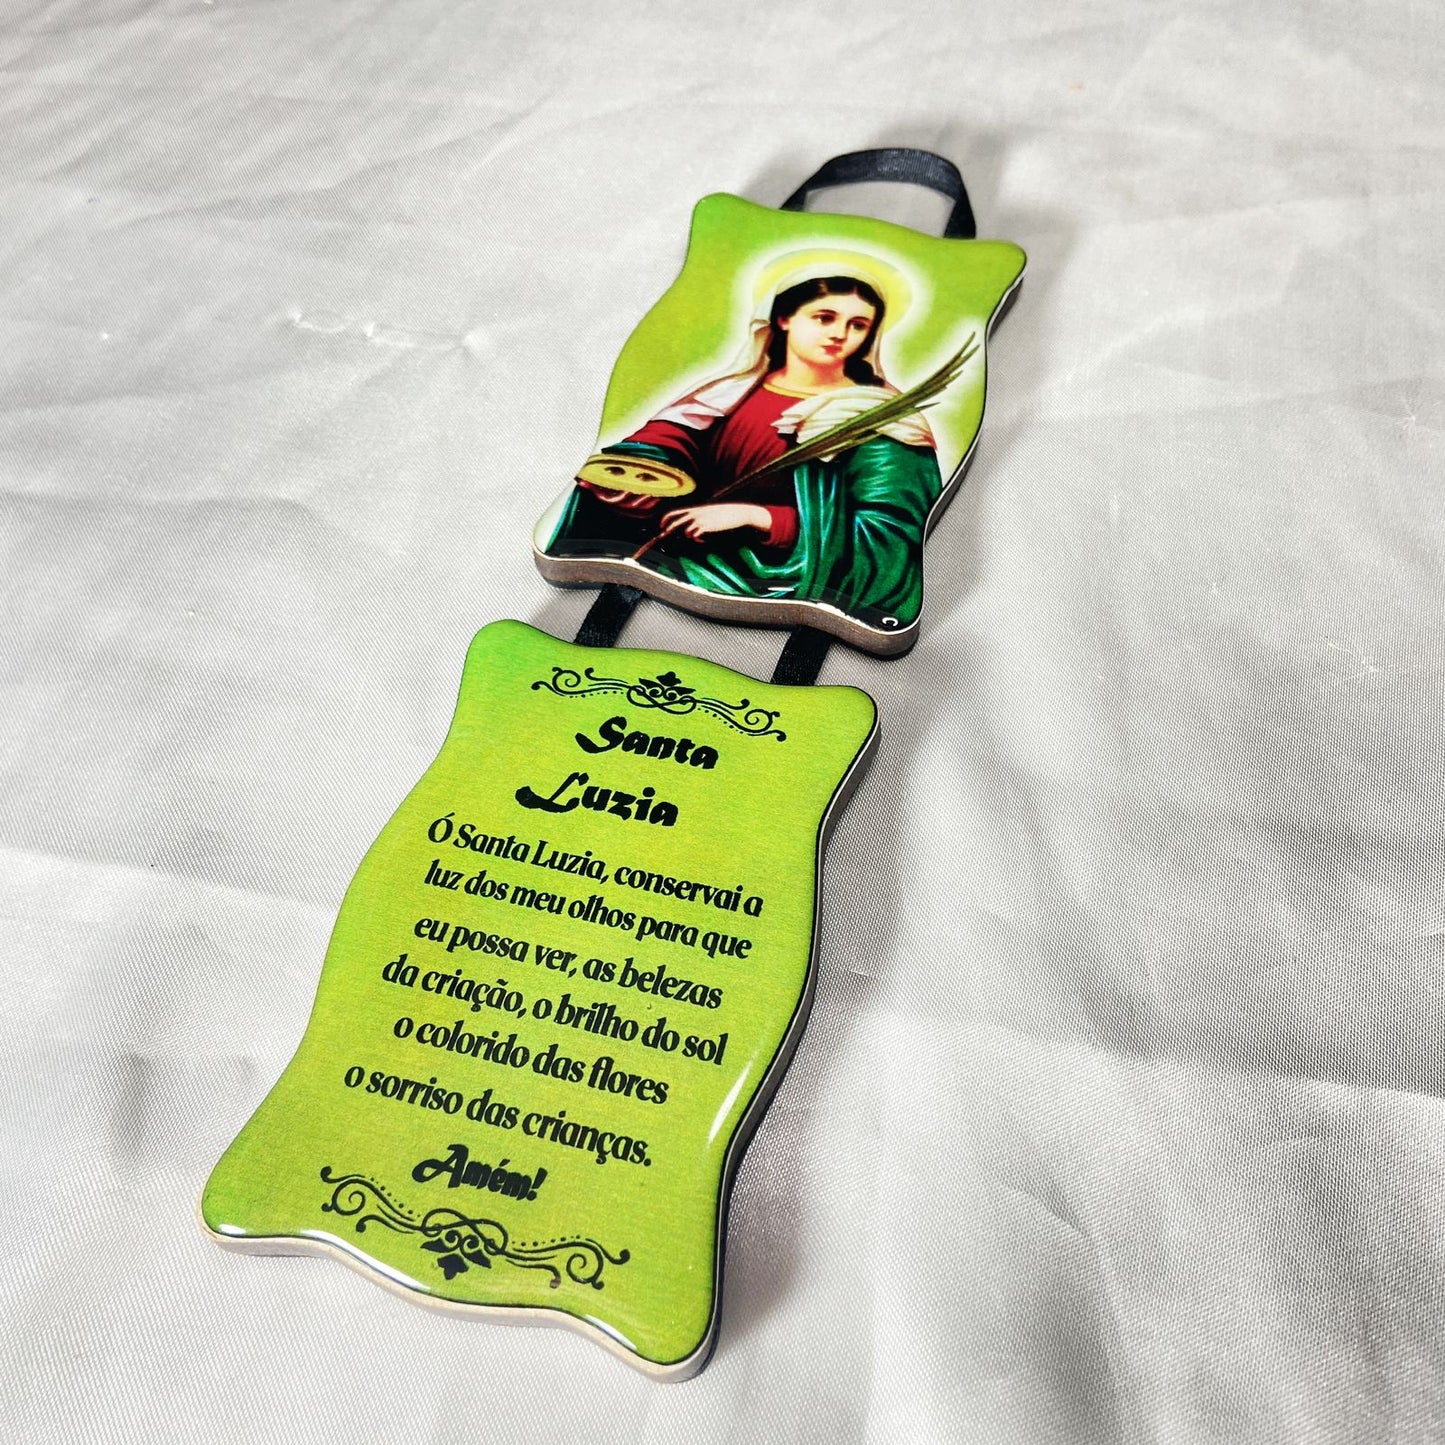 Santa
Luzia
Ó Santa Luzia, conservai a
luz dos meu olhos para que
eu possa ver, as belezas
da criação, o brilho do sol
o colorido das flores
o sorriso das crianças.
Amém!